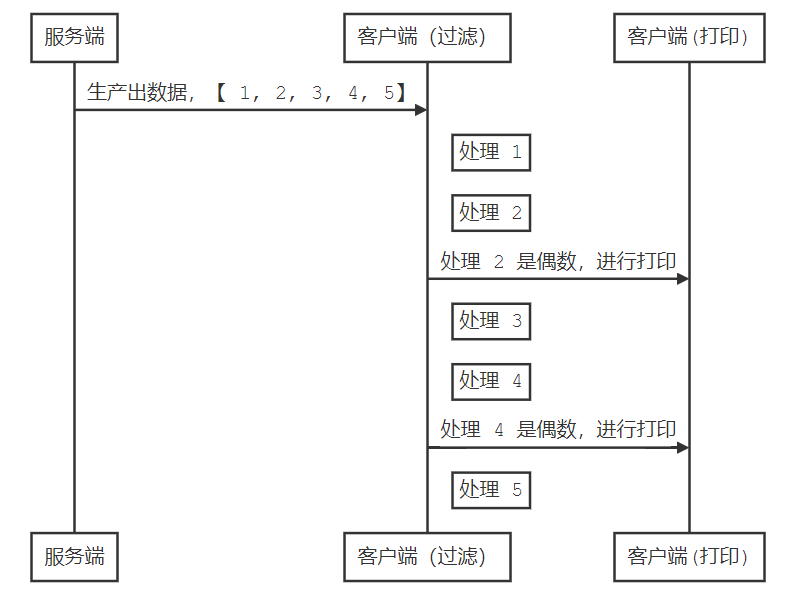 服务端
客户端 (过滤)
客户端(打印)
生产出数据, 【 1, 2, 3, 4, 5】
处理 1
处理 2
处理 2 是偶数, 进行打印
处理 3
处理 4
处理 4 是偶数, 进行打印
处理 5
服务端
客户端 (过滤)
客户端(打印)